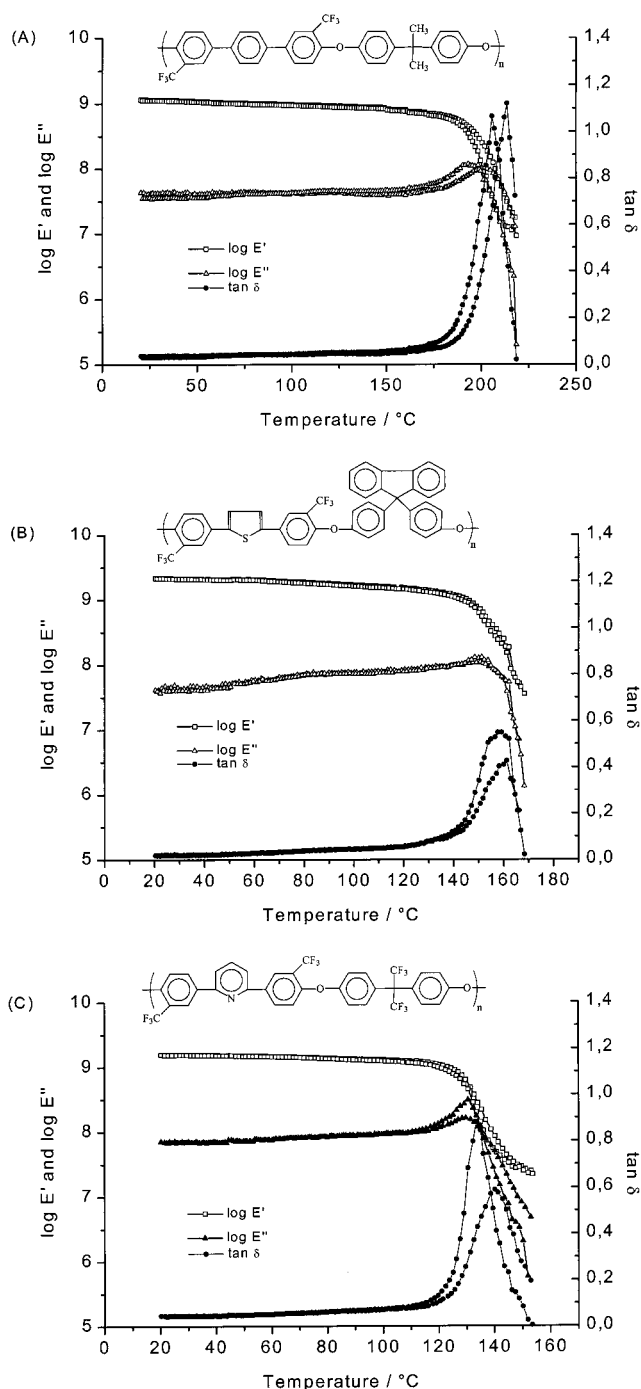 (A)
CF₃
F₃C
O
CH₃
CH₃
O
n
10
9
8
7
6
5
log E' and log E''
1,4
1,2
1,0
0,8
0,6
0,4
0,2
0,0
tan δ
log E'
log E''
tan δ
0 50 100 150 200 250
Temperature / °C
(B)
CF₃
F₃C
S
O
O
n
10
9
8
7
6
5
log E' and log E''
1,4
1,2
1,0
0,8
0,6
0,4
0,2
0,0
tan δ
log E'
log E''
tan δ
0 20 40 60 80 100 120 140 160 180
Temperature / °C
(C)
CF₃
F₃C
N
O
CF₃
CF₃
O
n
10
9
8
7
6
5
log E' and log E''
1,4
1,2
1,0
0,8
0,6
0,4
0,2
0,0
tan δ
log E'
log E''
tan δ
0 20 40 60 80 100 120 140 160
Temperature / °C